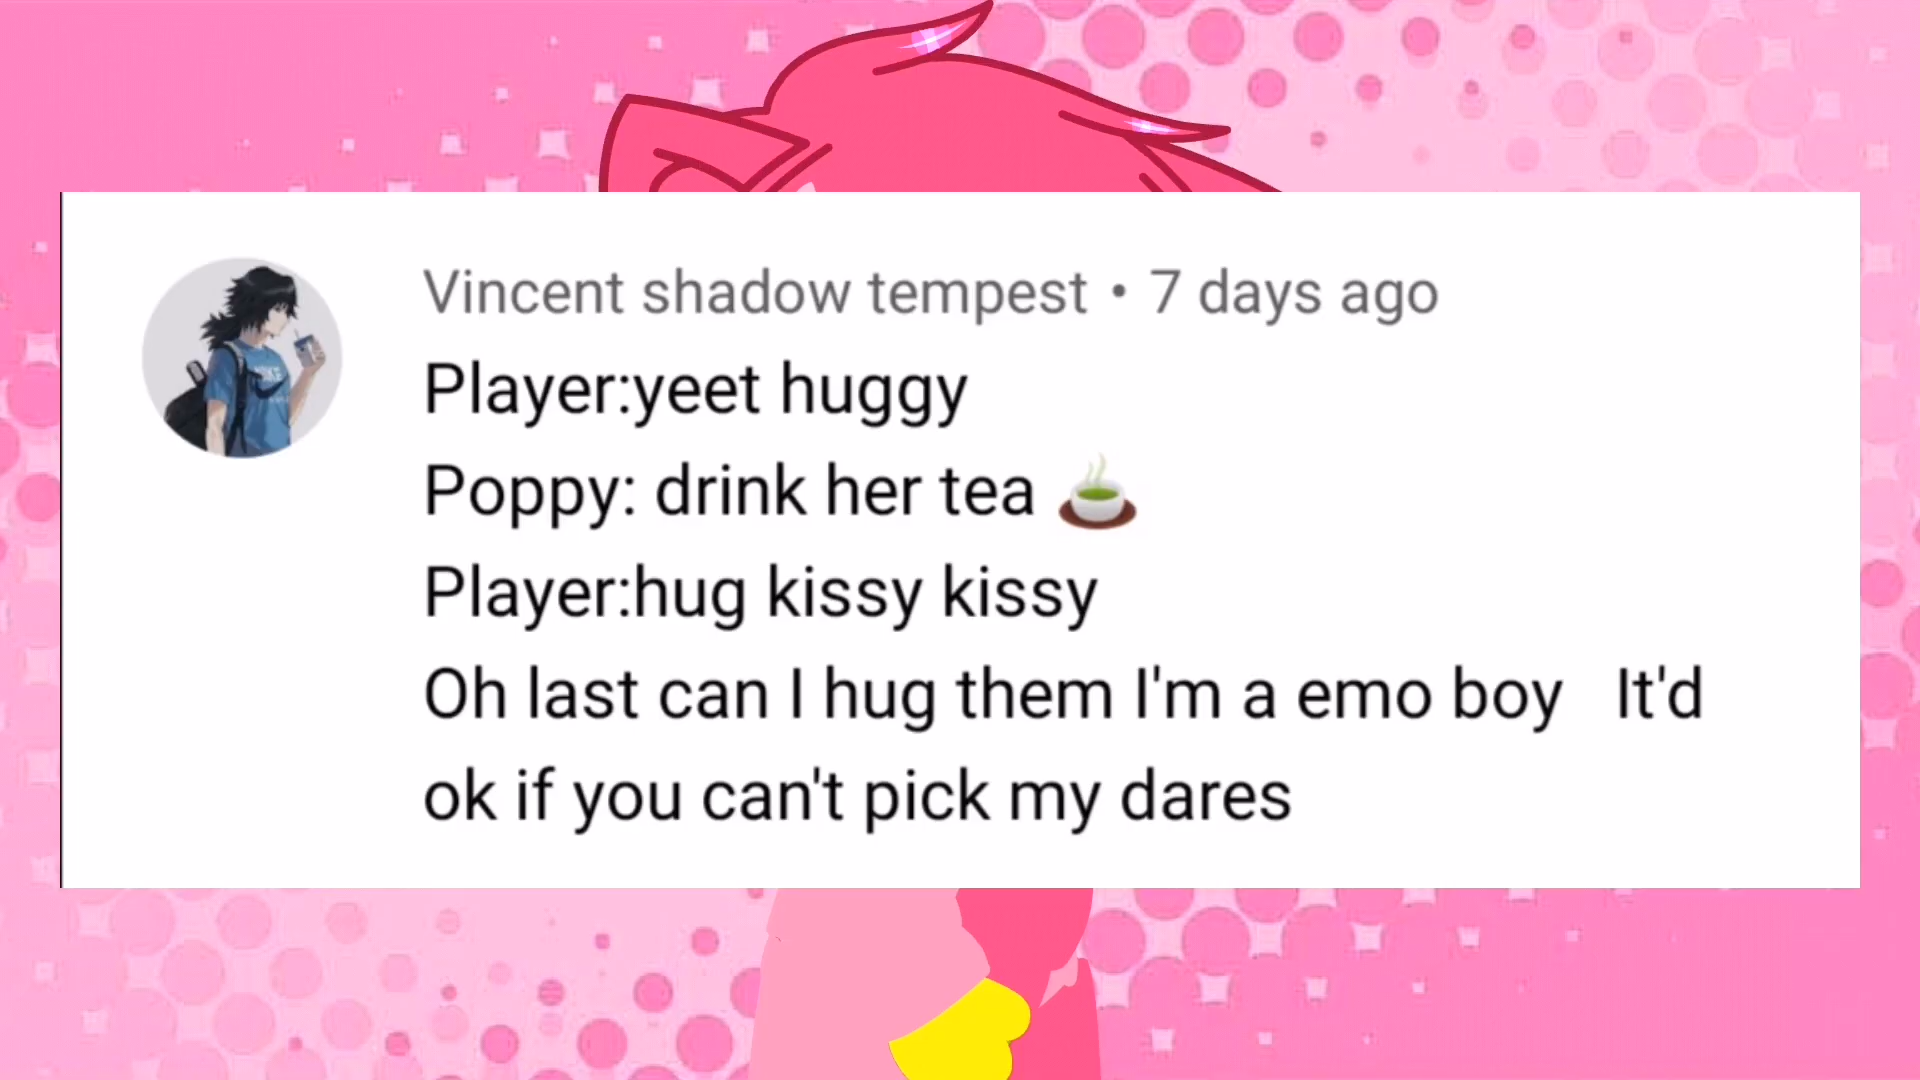 Vincent shadow tempest • 7 days ago
Player:yeet huggy
Poppy: drink her tea 🍵
Player:hug kissy kissy
Oh last can I hug them I'm a emo boy   It'd
ok if you can't pick my dares